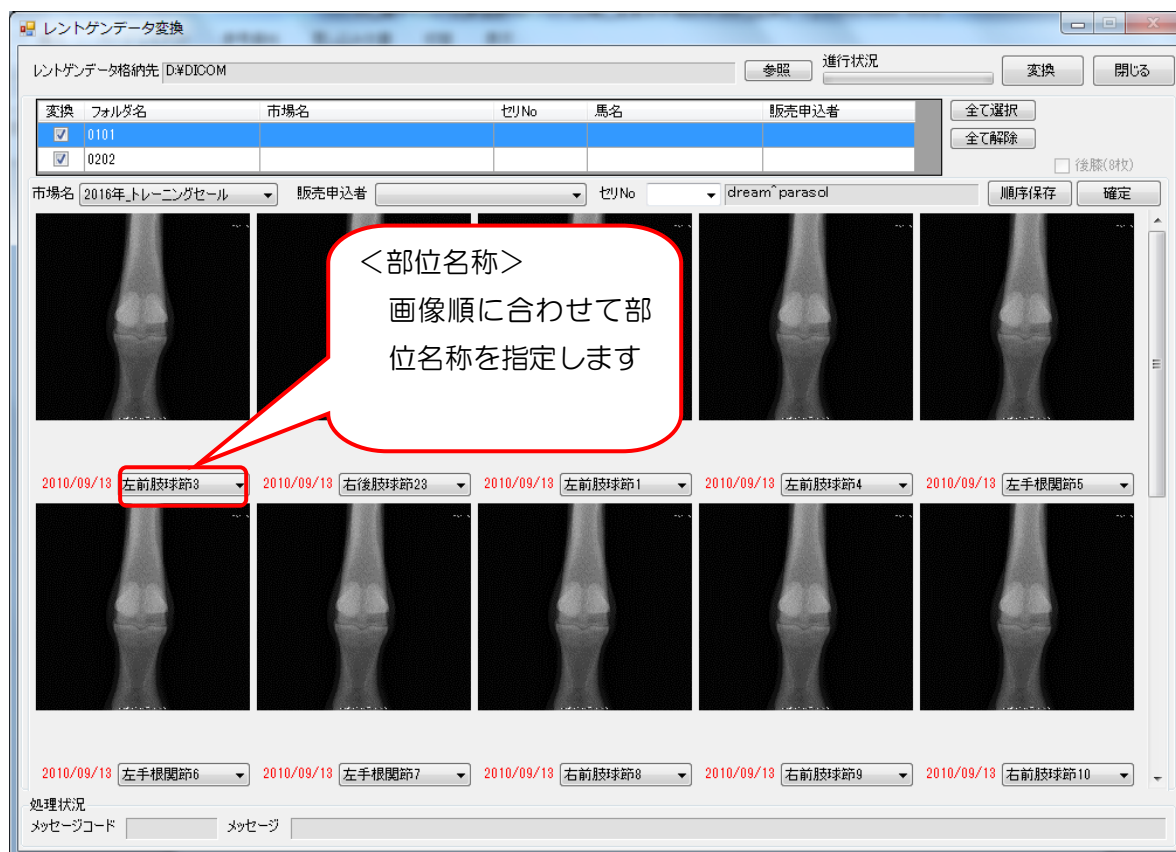 レントゲンデータ変換
レントゲンデータ格納先 D:¥DICOM 参照 進行状況 変換 閉じる
変換 フォルダ名 市場名 セリNo 馬名 販売申込者 全て選択
0101
全て解除
0202
後膝(8枚)
市場名 2016年_トレーニングセール 販売申込者 セリNo dream^parasol 順序保存 確定
＜部位名称＞
画像順に合わせて部
位名称を指定します
2010/09/13 左前肢球節3 2010/09/13 右後肢球節23 2010/09/13 左前肢球節1 2010/09/13 左前肢球節4 2010/09/13 左手根関節5
2010/09/13 左手根関節6 2010/09/13 左手根関節7 2010/09/13 右前肢球節8 2010/09/13 右前肢球節9 2010/09/13 右前肢球節10
処理状況
メッセージコード メッセージ